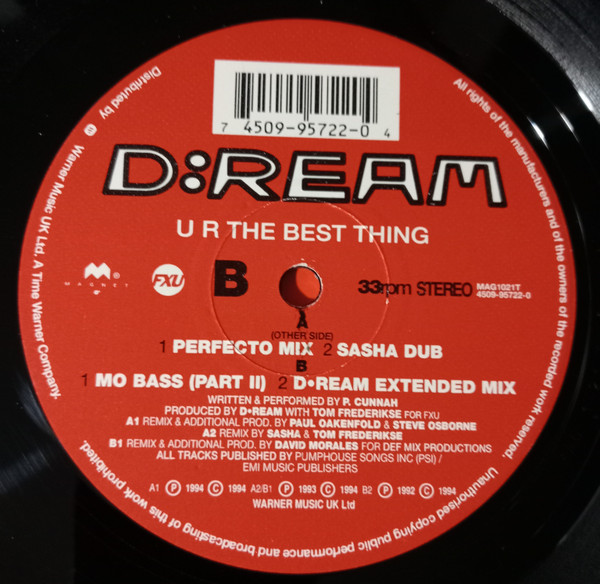 7 4509-95722-0 4
D:REAM
U R THE BEST THING
MAGNET
FXU
B
33rpm STEREO
MAG1021T
4509-95722-0
A
(OTHER SIDE)
1 PERFECTO MIX 2 SASHA DUB
B
1 MO BASS (PART II) 2 D•REAM EXTENDED MIX
WRITTEN & PERFORMED BY P. CUNNAH
PRODUCED BY D•REAM WITH TOM FREDERIKSE for FXU
A1 REMIX & ADDITIONAL PROD. BY PAUL OAKENFOLD & STEVE OSBORNE
A2 REMIX BY SASHA & TOM FREDERIKSE
B1 REMIX & ADDITIONAL PROD. BY DAVID MORALES FOR DEF MIX PRODUCTIONS
ALL TRACKS PUBLISHED BY PUMPHOUSE SONGS INC (PSI) /
EMI MUSIC PUBLISHERS
A1 Ⓟ 1994 Ⓒ 1994 A2/B1 Ⓟ 1993 Ⓒ 1994 B2 Ⓟ 1992 Ⓒ 1994
WARNER MUSIC UK Ltd
All rights of the manufacturers and of the owners of the recorded work reserved. Unauthorised copying public performance and broadcasting of this work prohibited.
Distributed by Warner Music UK Ltd. A Time Warner Company.